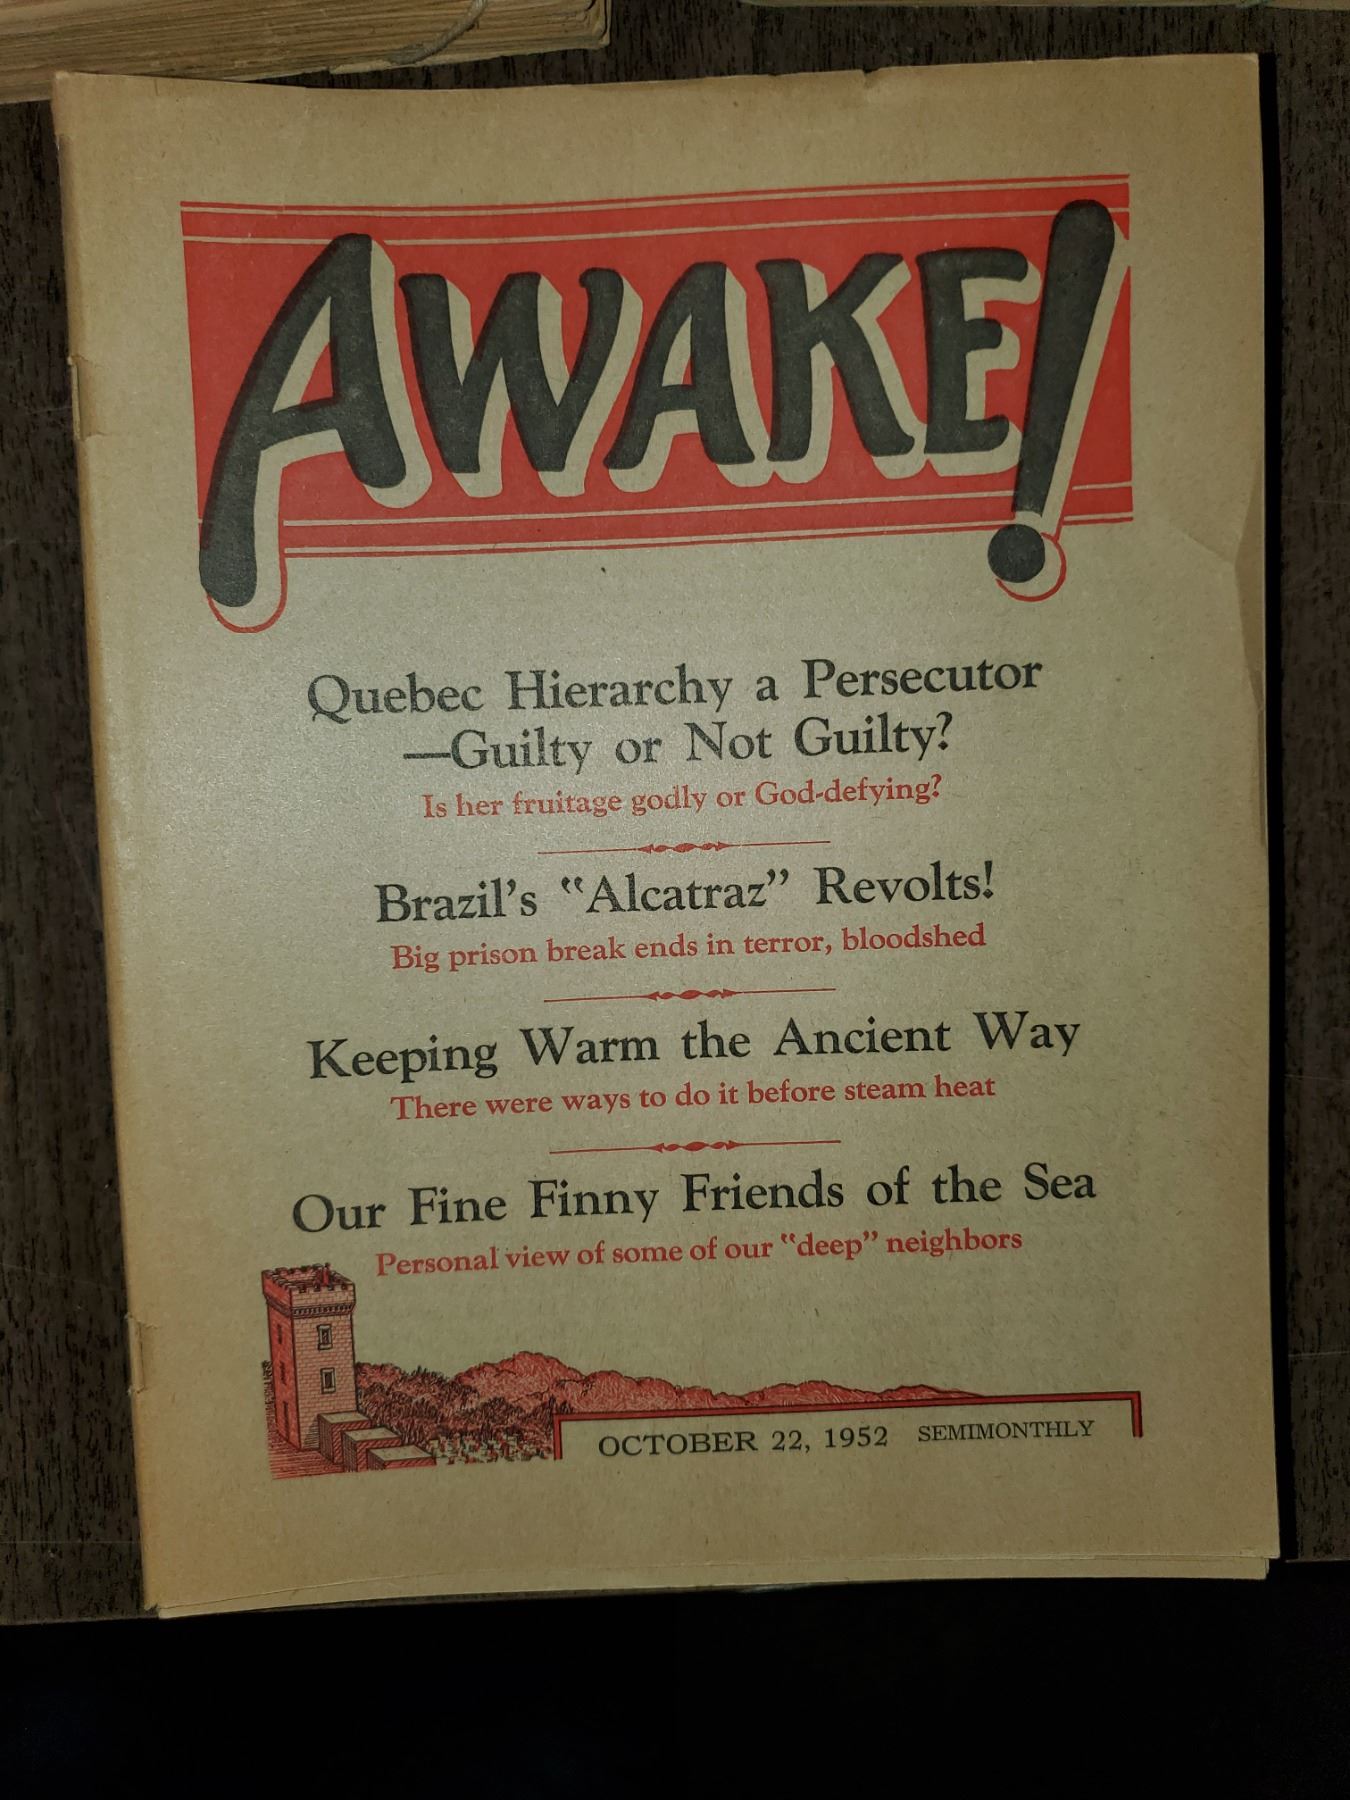 AWAKE!
Quebec Hierarchy a Persecutor
—Guilty or Not Guilty?
Is her fruitage godly or God-defying?
Brazil's "Alcatraz" Revolts!
Big prison break ends in terror, bloodshed
Keeping Warm the Ancient Way
There were ways to do it before steam heat
Our Fine Finny Friends of the Sea
Personal view of some of our "deep" neighbors
OCTOBER 22, 1952 SEMIMONTHLY